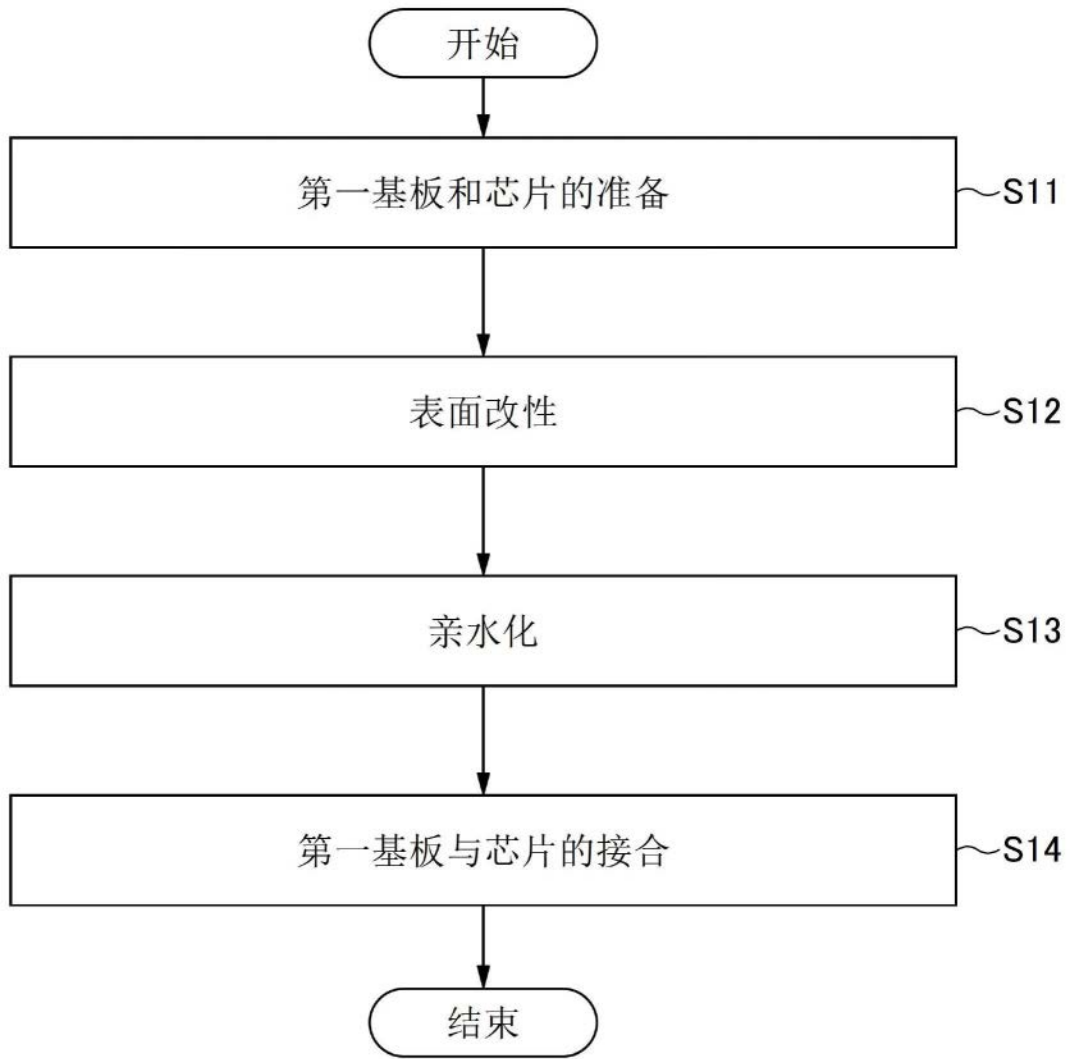 开始
第一基板和芯片的准备
S11
表面改性
S12
亲水化
S13
第一基板与芯片的接合
S14
结束